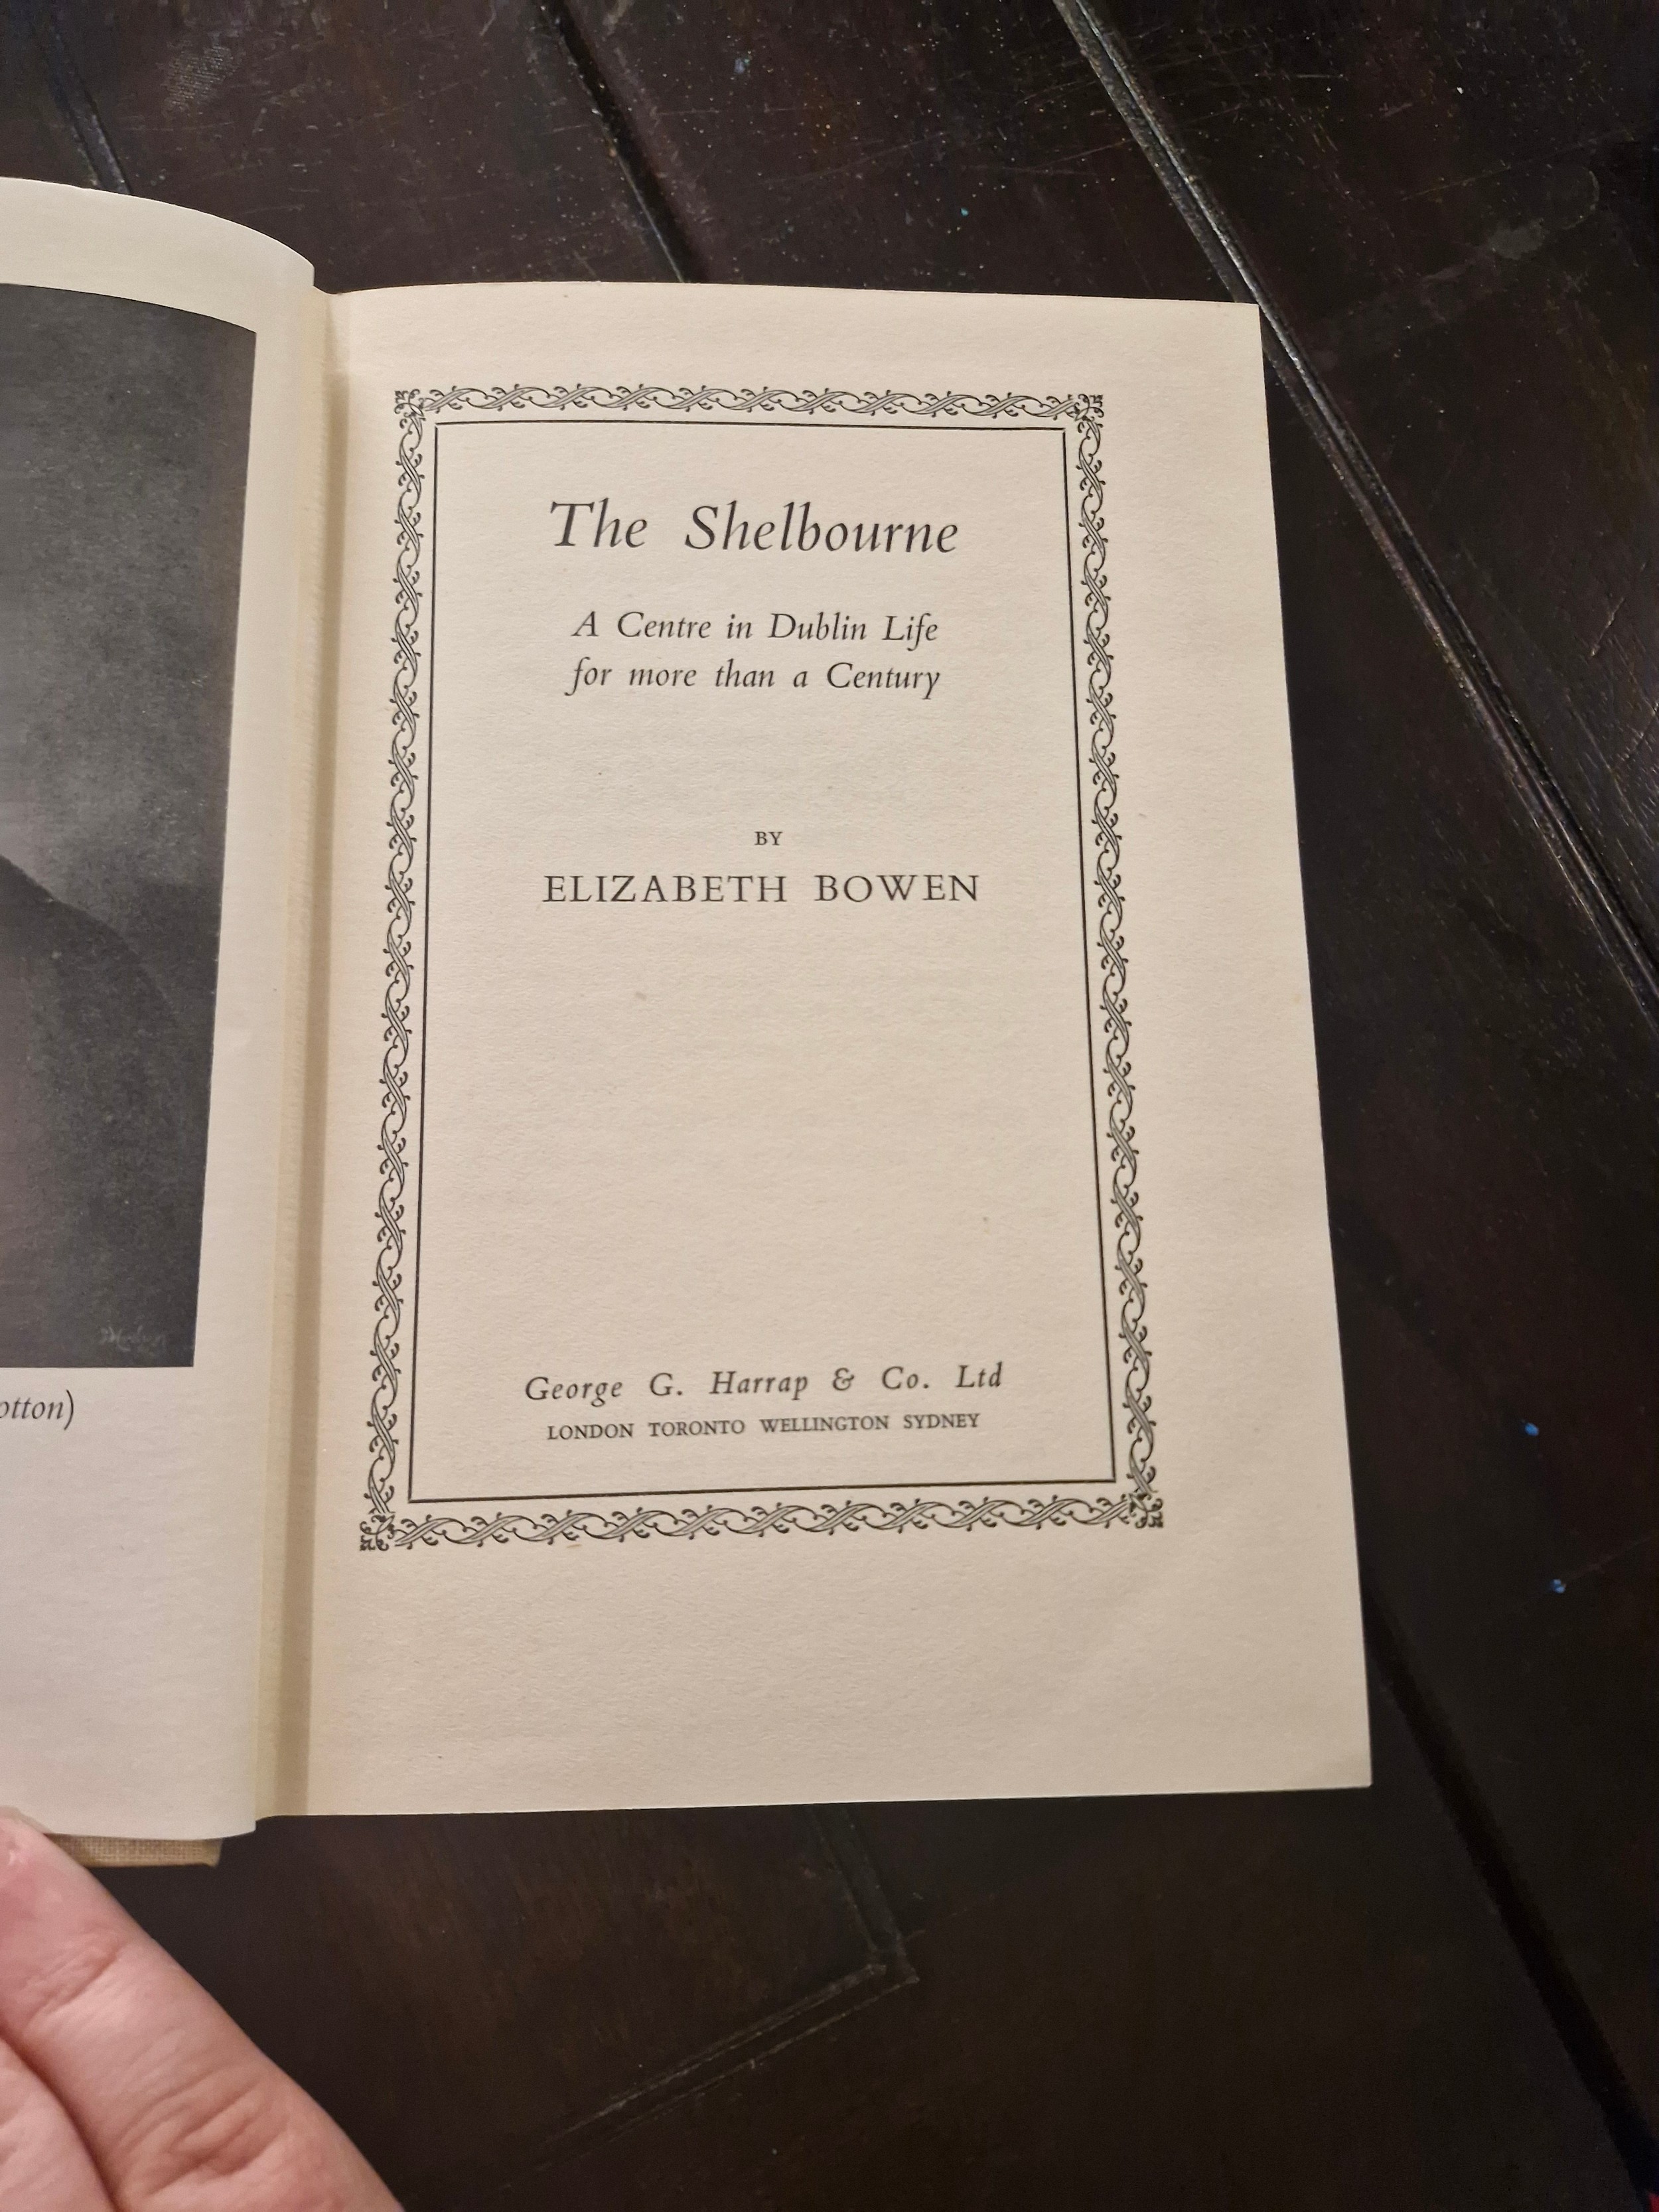 The Shelbourne
A Centre in Dublin Life
for more than a Century
BY
ELIZABETH BOWEN
George G. Harrap & Co. Ltd
LONDON TORONTO WELLINGTON SYDNEY
otton)